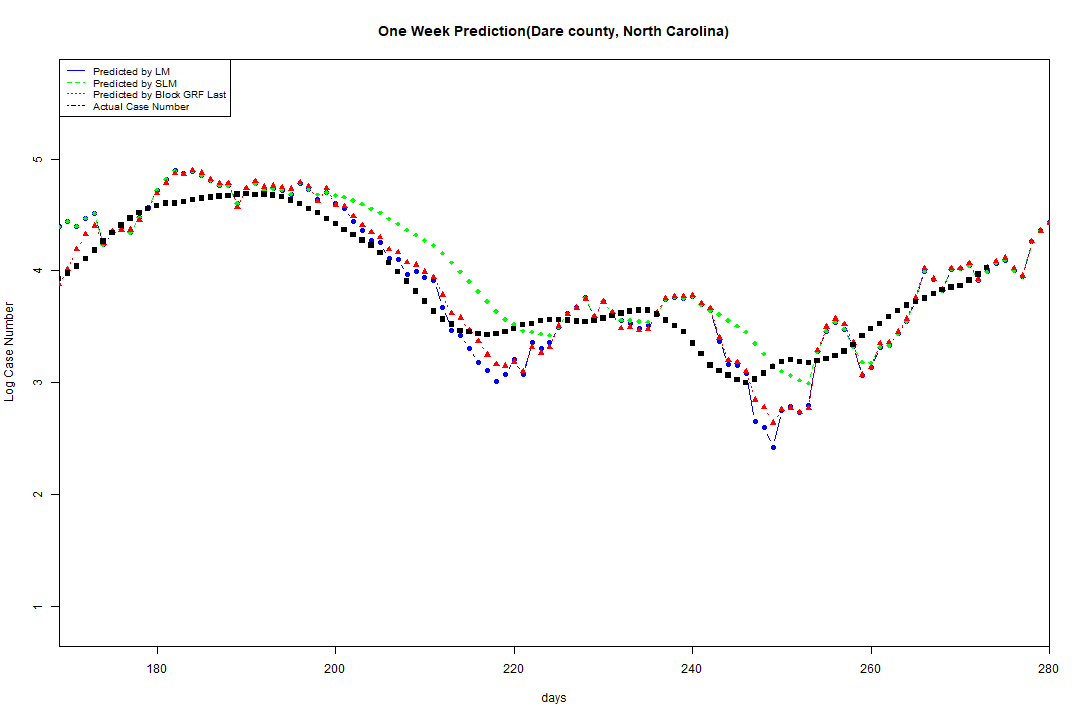 One Week Prediction(Dare county, North Carolina)
Predicted by LM
Predicted by SLM
Predicted by Block GRF Last
Actual Case Number
5
4
3
2
1
Log Case Number
180 200 220 240 260 280
days